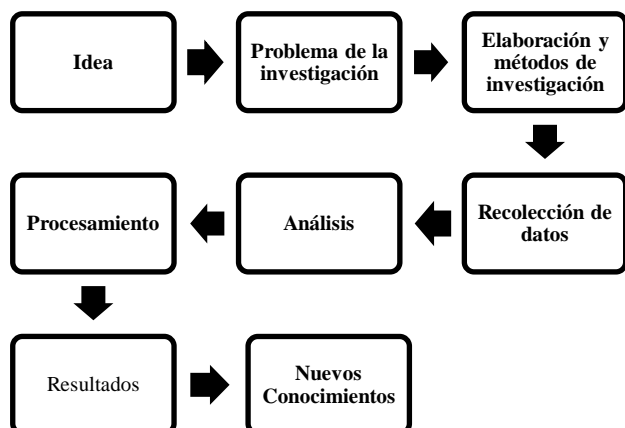 Idea
Problema de la
investigación
Elaboración y
métodos de
investigación
Recolección de
datos
Análisis
Procesamiento
Resultados
Nuevos
Conocimientos